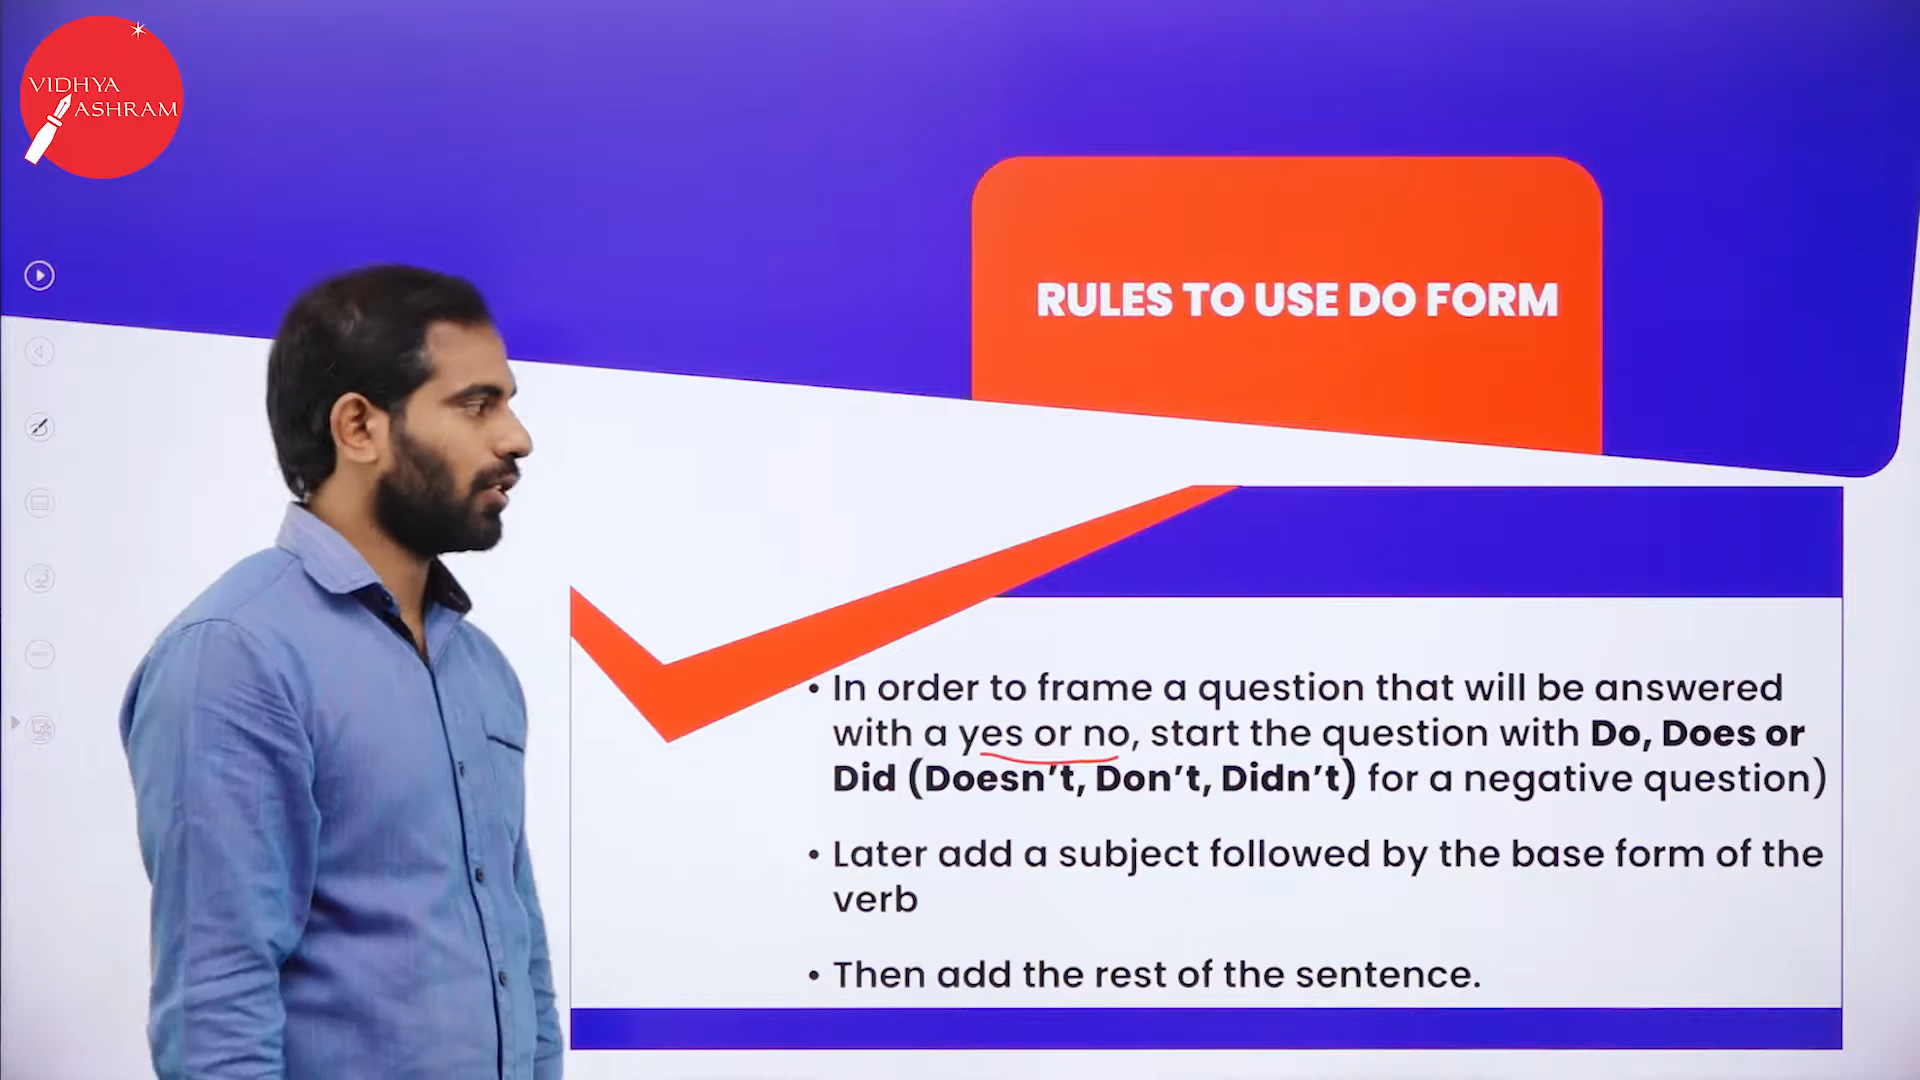 VIDHYA
ASHRAM
RULES TO USE DO FORM
• In order to frame a question that will be answered
with a yes or no, start the question with Do, Does or
Did (Doesn't, Don't, Didn't) for a negative question)
• Later add a subject followed by the base form of the
verb
• Then add the rest of the sentence.